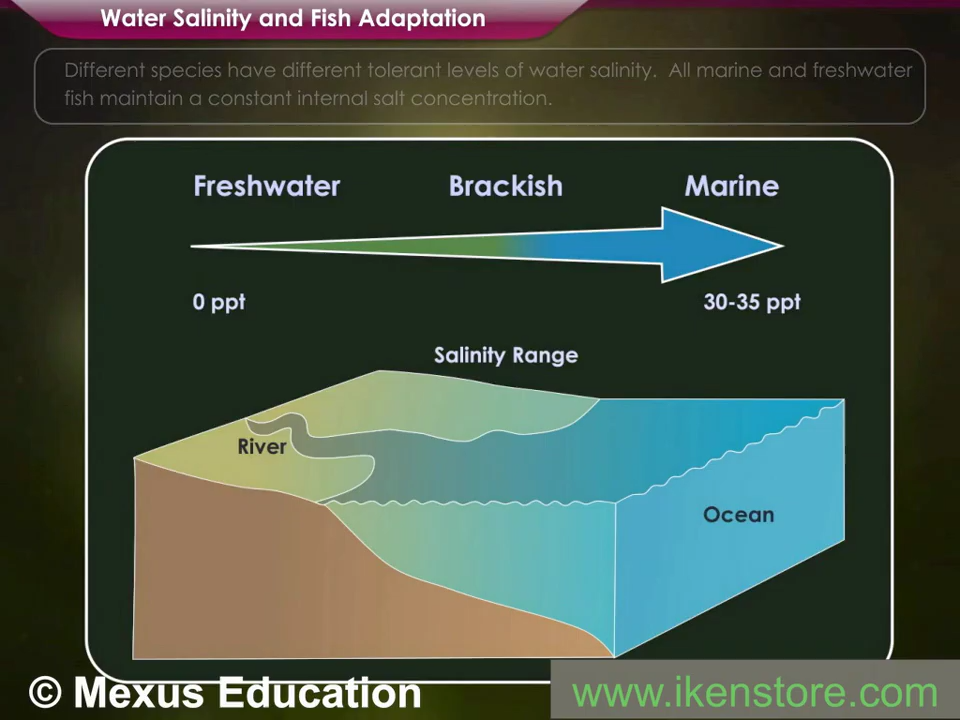 Water Salinity and Fish Adaptation
Different species have different tolerant levels of water salinity. All marine and freshwater
fish maintain a constant internal salt concentration.
Freshwater Brackish Marine
0 ppt 30-35 ppt
Salinity Range
River
Ocean
© Mexus Education www.ikenstore.com